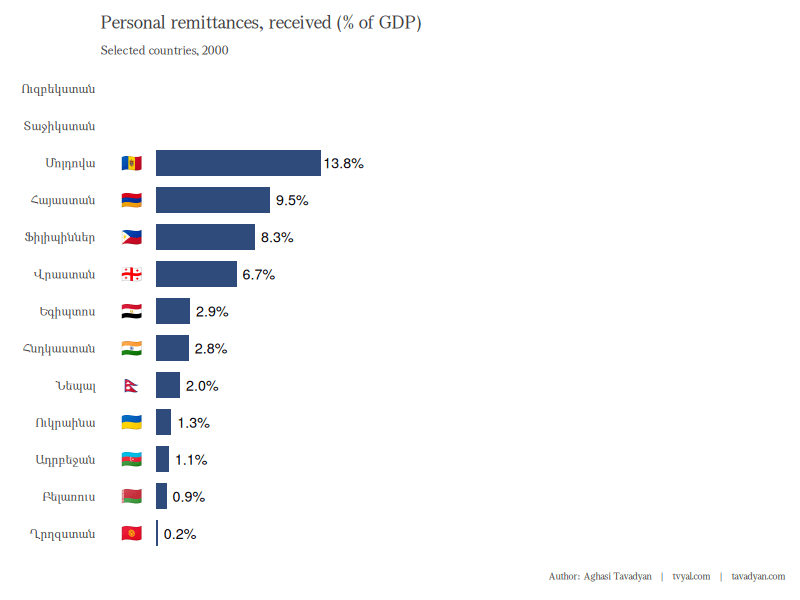 Personal remittances, received (% of GDP)
Selected countries, 2000
Ուզբեկստան
Տաջիկստան
Մոլդովա 13.8%
Հայաստան 9.5%
Ֆիլիպիններ 8.3%
Վրաստան 6.7%
Եգիպտոս 2.9%
Հնդկաստան 2.8%
Նեպալ 2.0%
Ուկրաինա 1.3%
Ադրբեջան 1.1%
Բելառուս 0.9%
Ղրղզստան 0.2%
Author: Aghasi Tavadyan | tvyal.com | tavadyan.com